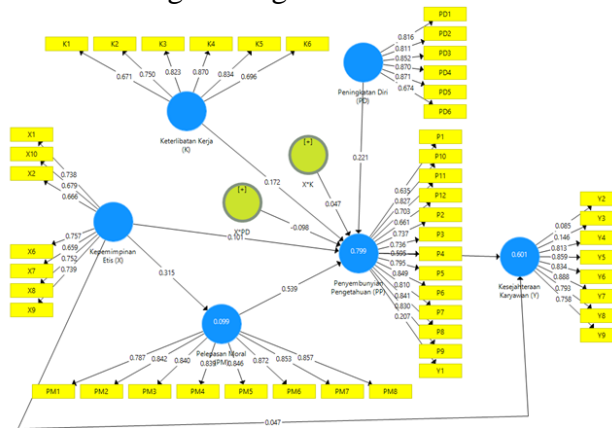 K1 K2 K3 K4 K5 K6
0.671 0.750 0.823 0.870 0.834 0.696
Keterlibatan Kerja
(K)
PD1
PD2
PD3
PD4
PD5
PD6
0.816
0.811
0.852
0.870
0.871
0.674
Peningkatan Diri
(PD)
0.221
[+]
X*K
0.047
0.172
[+]
X*PD
-0.098
X1
X10
X2
X6
X7
X8
X9
0.738
0.679
0.666
0.757
0.659
0.752
0.739
Kepemimpinan
Etis (X)
0.101
0.315
0.539
P1
P10
P11
P12
P2
P3
P4
P5
P6
P7
P8
P9
Y1
0.635
0.827
0.703
0.661
0.737
0.736
0.795
0.849
0.810
0.841
0.830
0.207
0.799
Penyembunyian
Pengetahuan (PP)
0.601
Kesejahteraan
Karyawan (Y)
Y2
Y3
Y4
Y5
Y6
Y7
Y8
Y9
0.085
0.146
0.813
0.859
0.834
0.888
0.793
0.758
0.099
Pelepasan Moral
(PM)
0.787 0.842 0.840 0.839 0.846 0.872 0.853 0.857
PM1 PM2 PM3 PM4 PM5 PM6 PM7 PM8
0.047